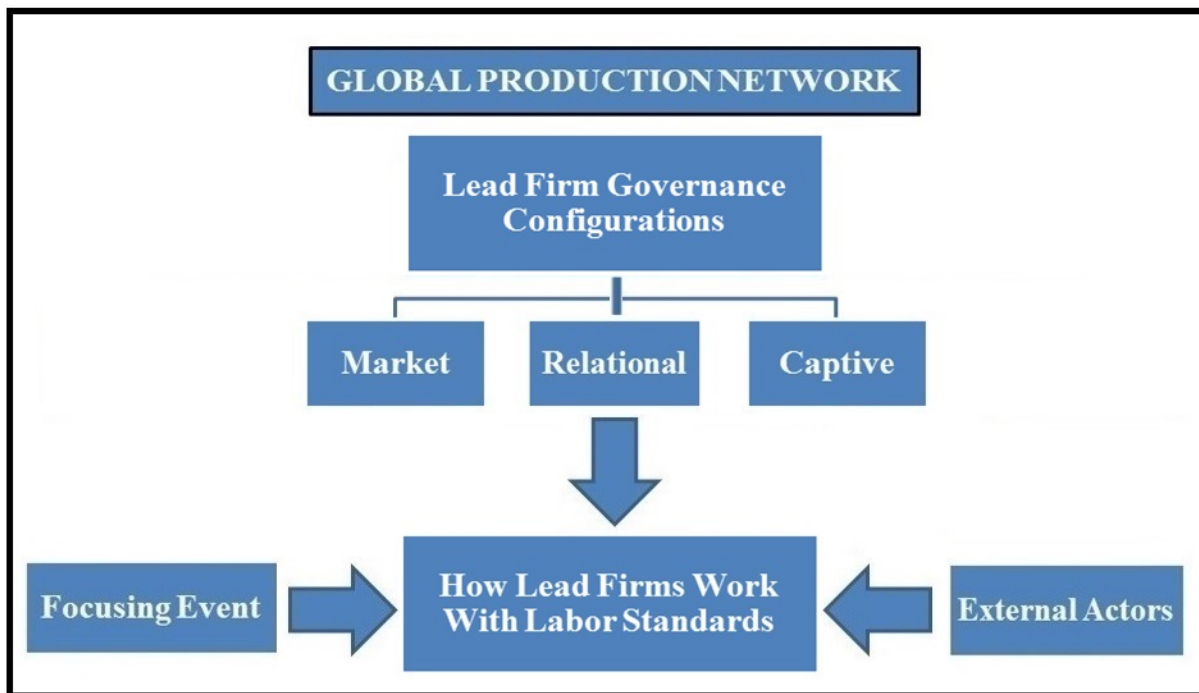 GLOBAL PRODUCTION NETWORK
Lead Firm Governance
Configurations
Market
Relational
Captive
Focusing Event
How Lead Firms Work
With Labor Standards
External Actors